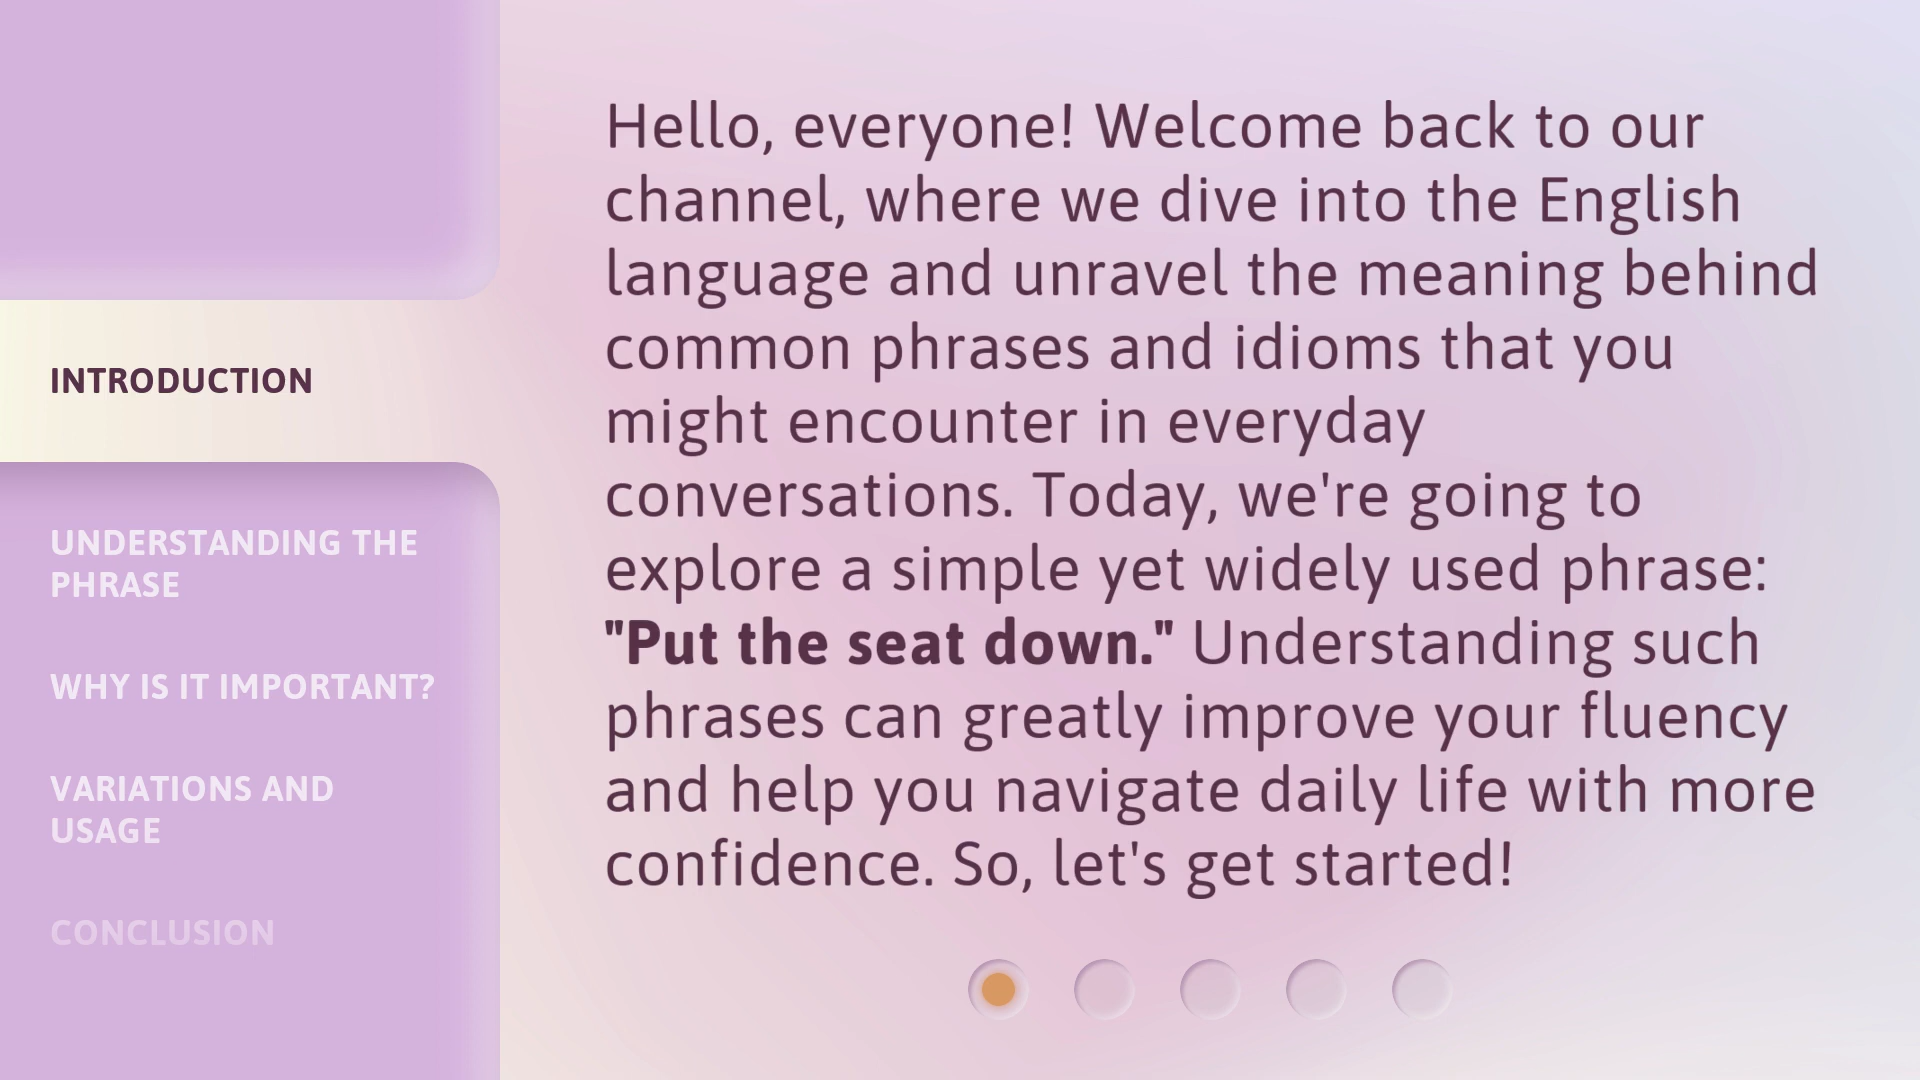 INTRODUCTION
UNDERSTANDING THE
PHRASE
WHY IS IT IMPORTANT?
VARIATIONS AND
USAGE
CONCLUSION
Hello, everyone! Welcome back to our
channel, where we dive into the English
language and unravel the meaning behind
common phrases and idioms that you
might encounter in everyday
conversations. Today, we're going to
explore a simple yet widely used phrase:
"Put the seat down." Understanding such
phrases can greatly improve your fluency
and help you navigate daily life with more
confidence. So, let's get started!